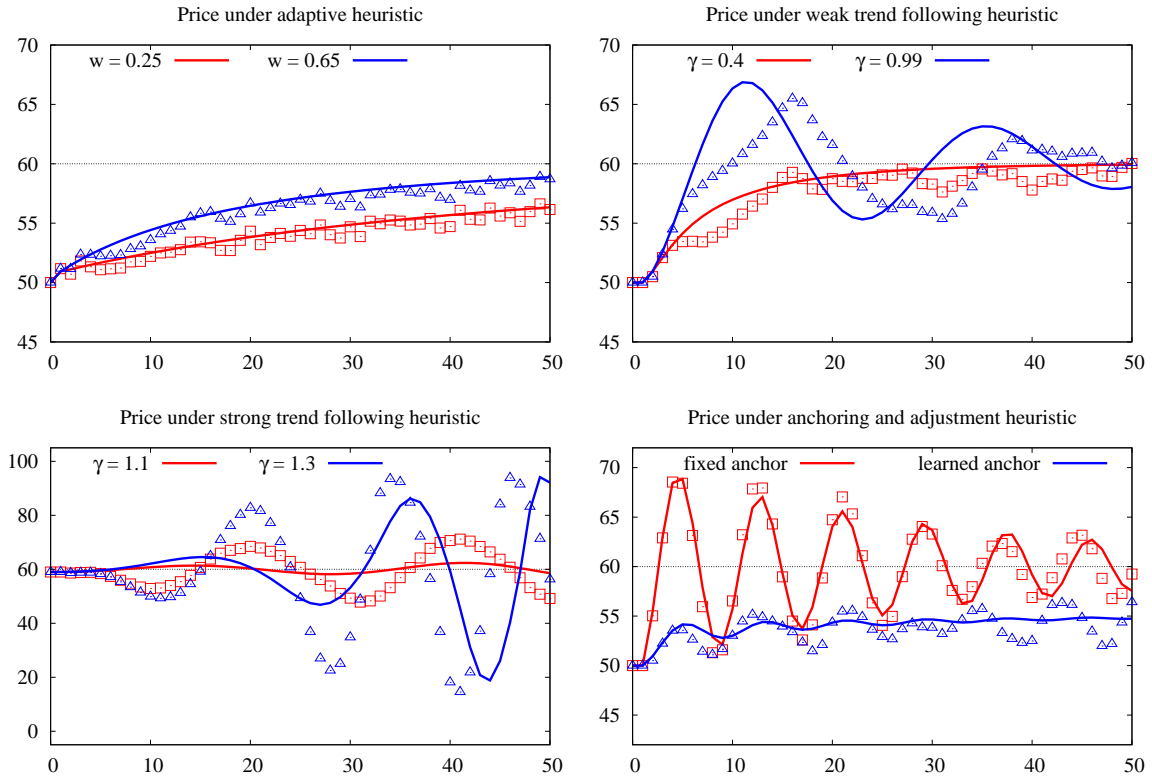 Price under adaptive heuristic
w = 0.25 w = 0.65
70
65
60
55
50
45
0 10 20 30 40 50
Price under weak trend following heuristic
γ = 0.4 γ = 0.99
70
65
60
55
50
45
0 10 20 30 40 50
Price under strong trend following heuristic
γ = 1.1 γ = 1.3
100
80
60
40
20
0
0 10 20 30 40 50
Price under anchoring and adjustment heuristic
fixed anchor learned anchor
70
65
60
55
50
45
0 10 20 30 40 50